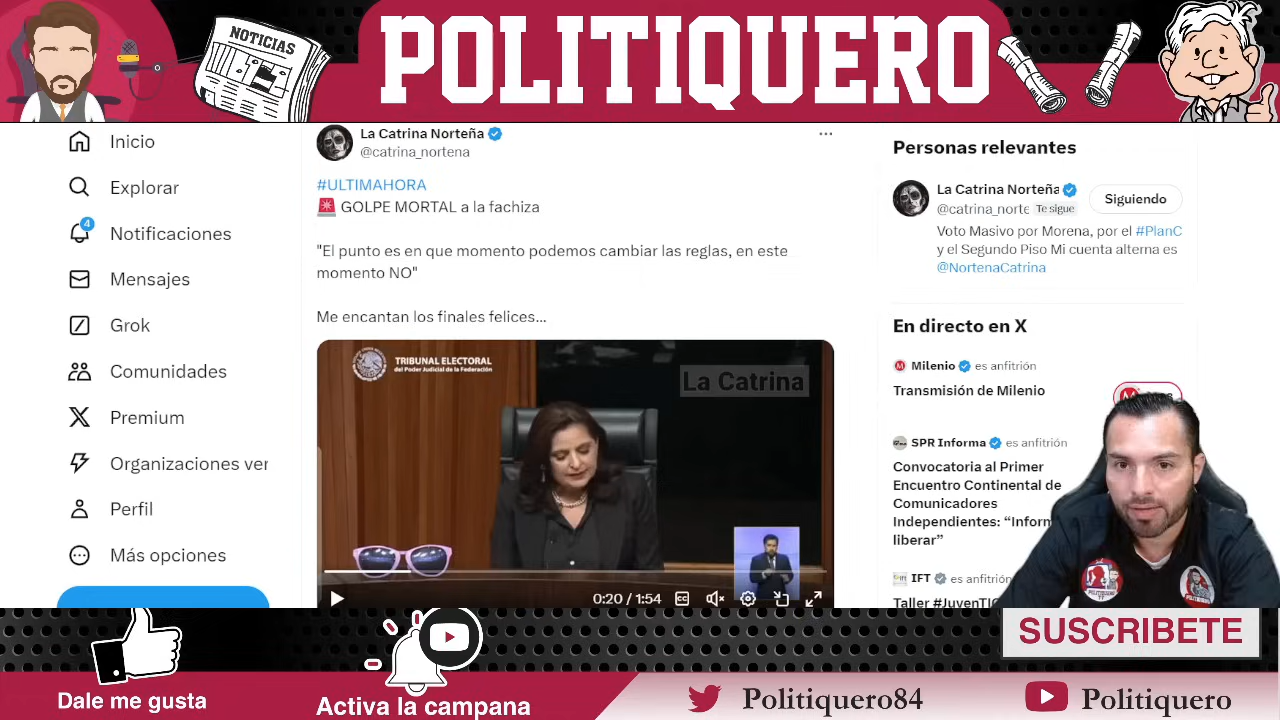 NOTICIAS
POLITIQUERO
Inicio
Explorar
4
Notificaciones
Mensajes
Grok
Comunidades
Premium
Organizaciones ver
Perfil
Más opciones
La Catrina Norteña
@catrina_nortena
#ULTIMAHORA
GOLPE MORTAL a la fachiza
"El punto es en que momento podemos cambiar las reglas, en este
momento NO"
Me encantan los finales felices...
TRIBUNAL ELECTORAL
del Poder Judicial de la Federación
La Catrina
0:20 / 1:54
Personas relevantes
La Catrina Norteña
Siguiendo
@catrina_norte Te sigue
Voto Masivo por Morena, por el #PlanC
y el Segundo Piso Mi cuenta alterna es
@NortenaCatrina
En directo en X
Milenio es anfitrión
Transmisión de Milenio
SPR Informa es anfitrión
Convocatoria al Primer
Encuentro Continental de
Comunicadores
Independientes: “Inform
liberar”
IFT es anfitrión
Taller #JuvenTIC
SUSCRIBETE
Dale me gusta
Activa la campana
Politiquero84
Politiquero